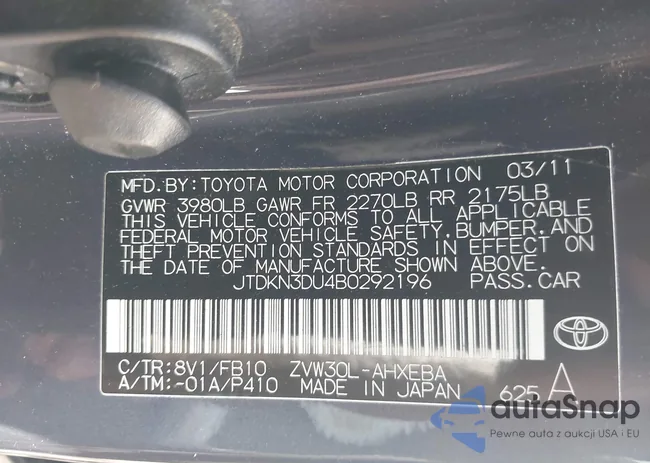 MFD. BY: TOYOTA MOTOR CORPORATION 03/11
GVWR 3980LB GAWR FR 2270LB RR 2175LB
THIS VEHICLE CONFORMS TO ALL APPLICABLE
FEDERAL MOTOR VEHICLE SAFETY, BUMPER, AND
THEFT PREVENTION STANDARDS IN EFFECT ON
THE DATE OF MANUFACTURE SHOWN ABOVE.
JTDKN3DU4B0292196 PASS. CAR
C/TR: 8V1/FB10 ZVW30L-AHXEBA
A/TM: -01A/P410 MADE IN JAPAN 625 A
autoSnap
Pewne auta z aukcji USA i EU